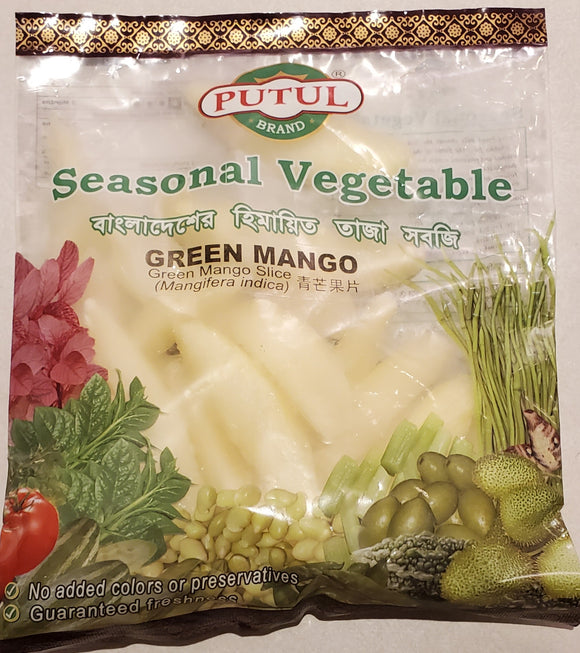 PUTUL ®
BRAND
Seasonal Vegetable
বাংলাদেশের হিমায়িত তাজা সবজি
GREEN MANGO
Green Mango Slice
(Mangifera indica) 青芒果片
No added colors or preservatives
Guaranteed freshness